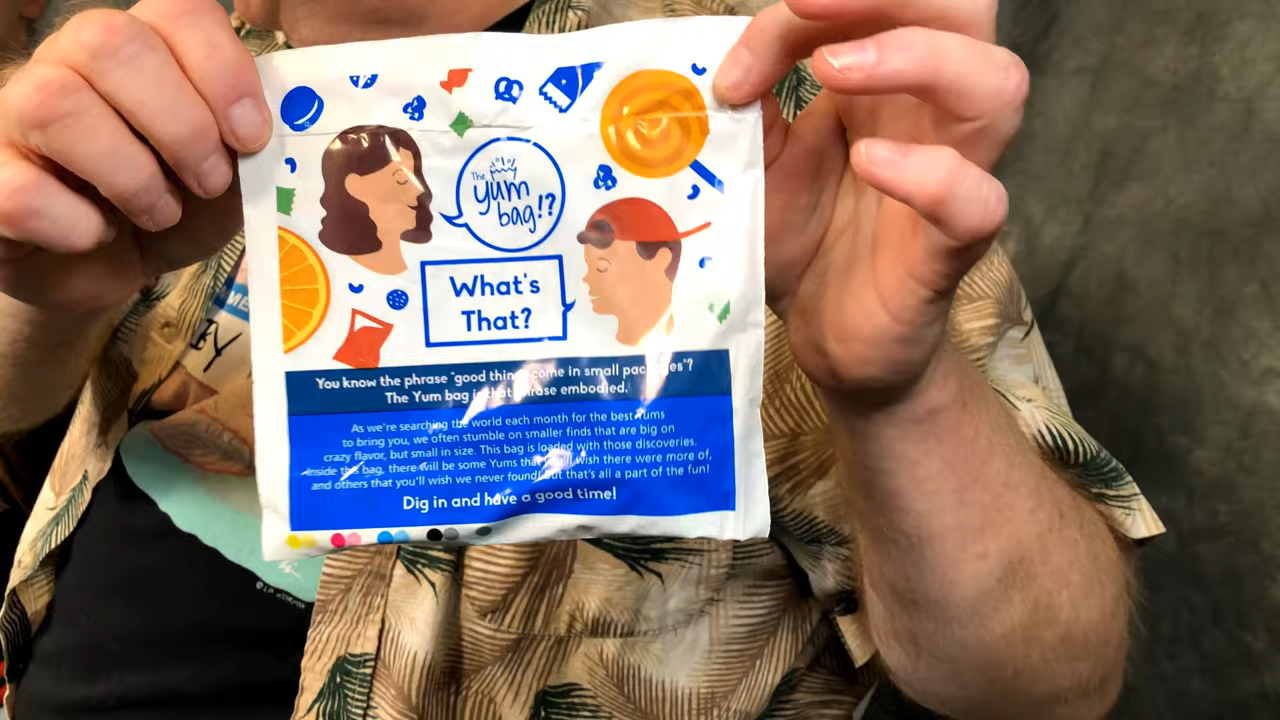 The
yum
bag!?
What's
That?
You know the phrase "good things come in small packages"?
The Yum bag is that phrase embodied.
As we're searching the world each month for the best Yums
to bring you, we often stumble on smaller finds that are big on
crazy flavor, but small in size. This bag is loaded with those discoveries.
Inside this bag, there will be some Yums that you'll wish there were more of,
and others that you'll wish we never found! But that's all a part of the fun!
Dig in and have a good time!